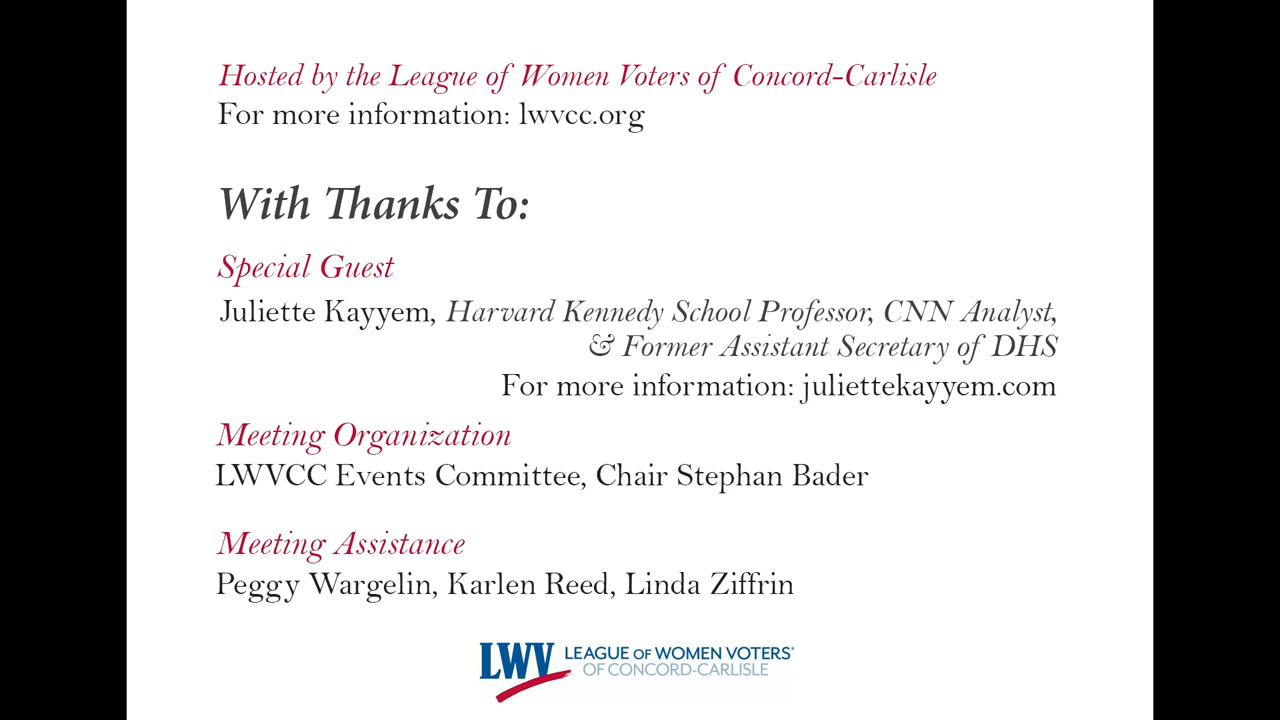 Hosted by the League of Women Voters of Concord-Carlisle
For more information: lwvcc.org
With Thanks To:
Special Guest
Juliette Kayyem, Harvard Kennedy School Professor, CNN Analyst,
& Former Assistant Secretary of DHS
For more information: juliettekayyem.com
Meeting Organization
LWVCC Events Committee, Chair Stephan Bader
Meeting Assistance
Peggy Wargelin, Karlen Reed, Linda Ziffrin
LWV LEAGUE OF WOMEN VOTERS®
OF CONCORD-CARLISLE